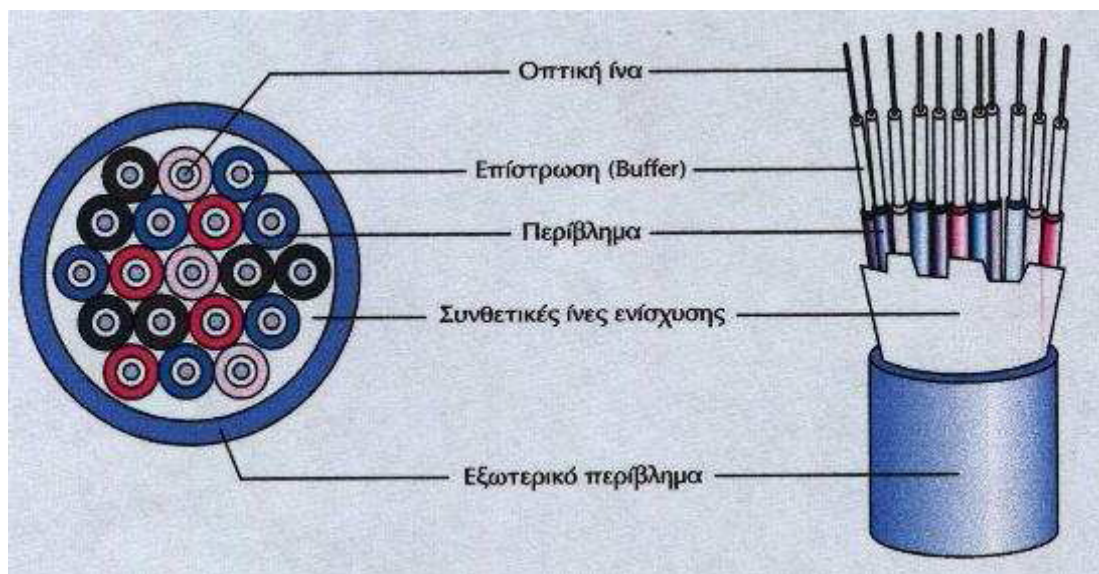 Οπτική ίνα
Επίστρωση (Buffer)
Περίβλημα
Συνθετικές ίνες ενίσχυσης
Εξωτερικό περίβλημα